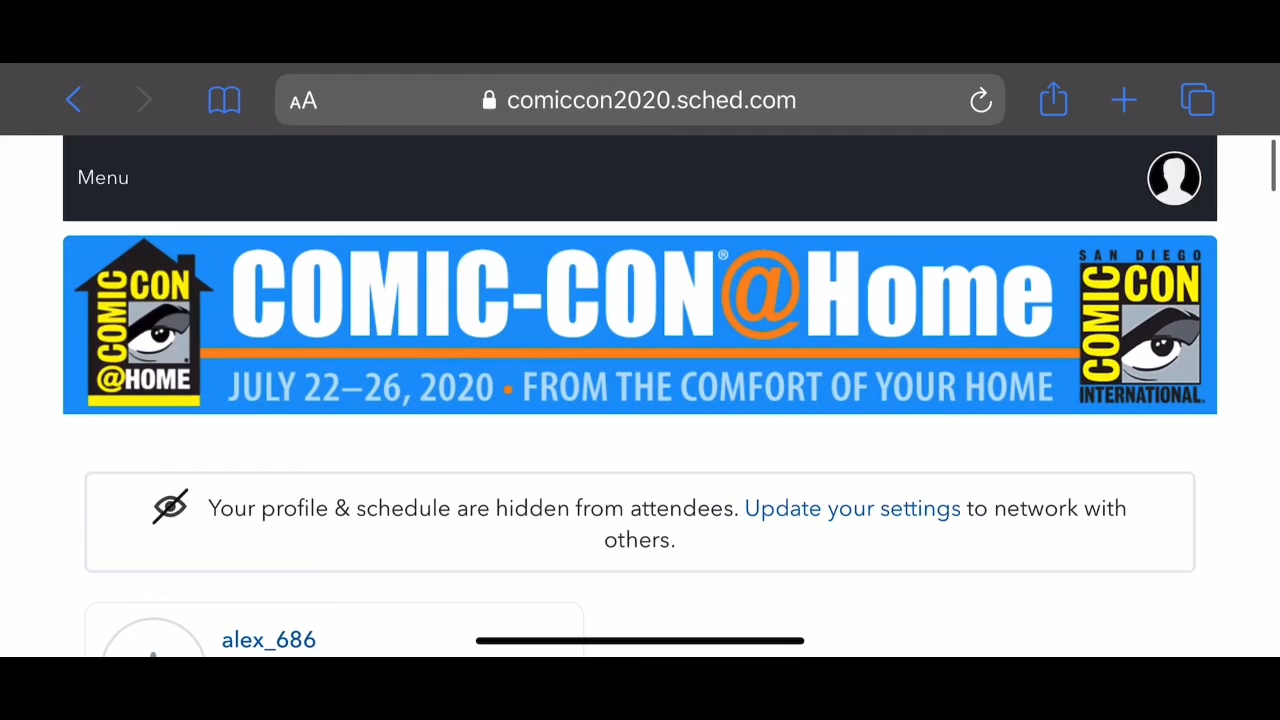 AA comiccon2020.sched.com
Menu
COMIC CON @HOME
COMIC-CON®@Home
JULY 22–26, 2020 • FROM THE COMFORT OF YOUR HOME
SAN DIEGO
COMIC CON
INTERNATIONAL.
Your profile & schedule are hidden from attendees. Update your settings to network with
others.
alex_686